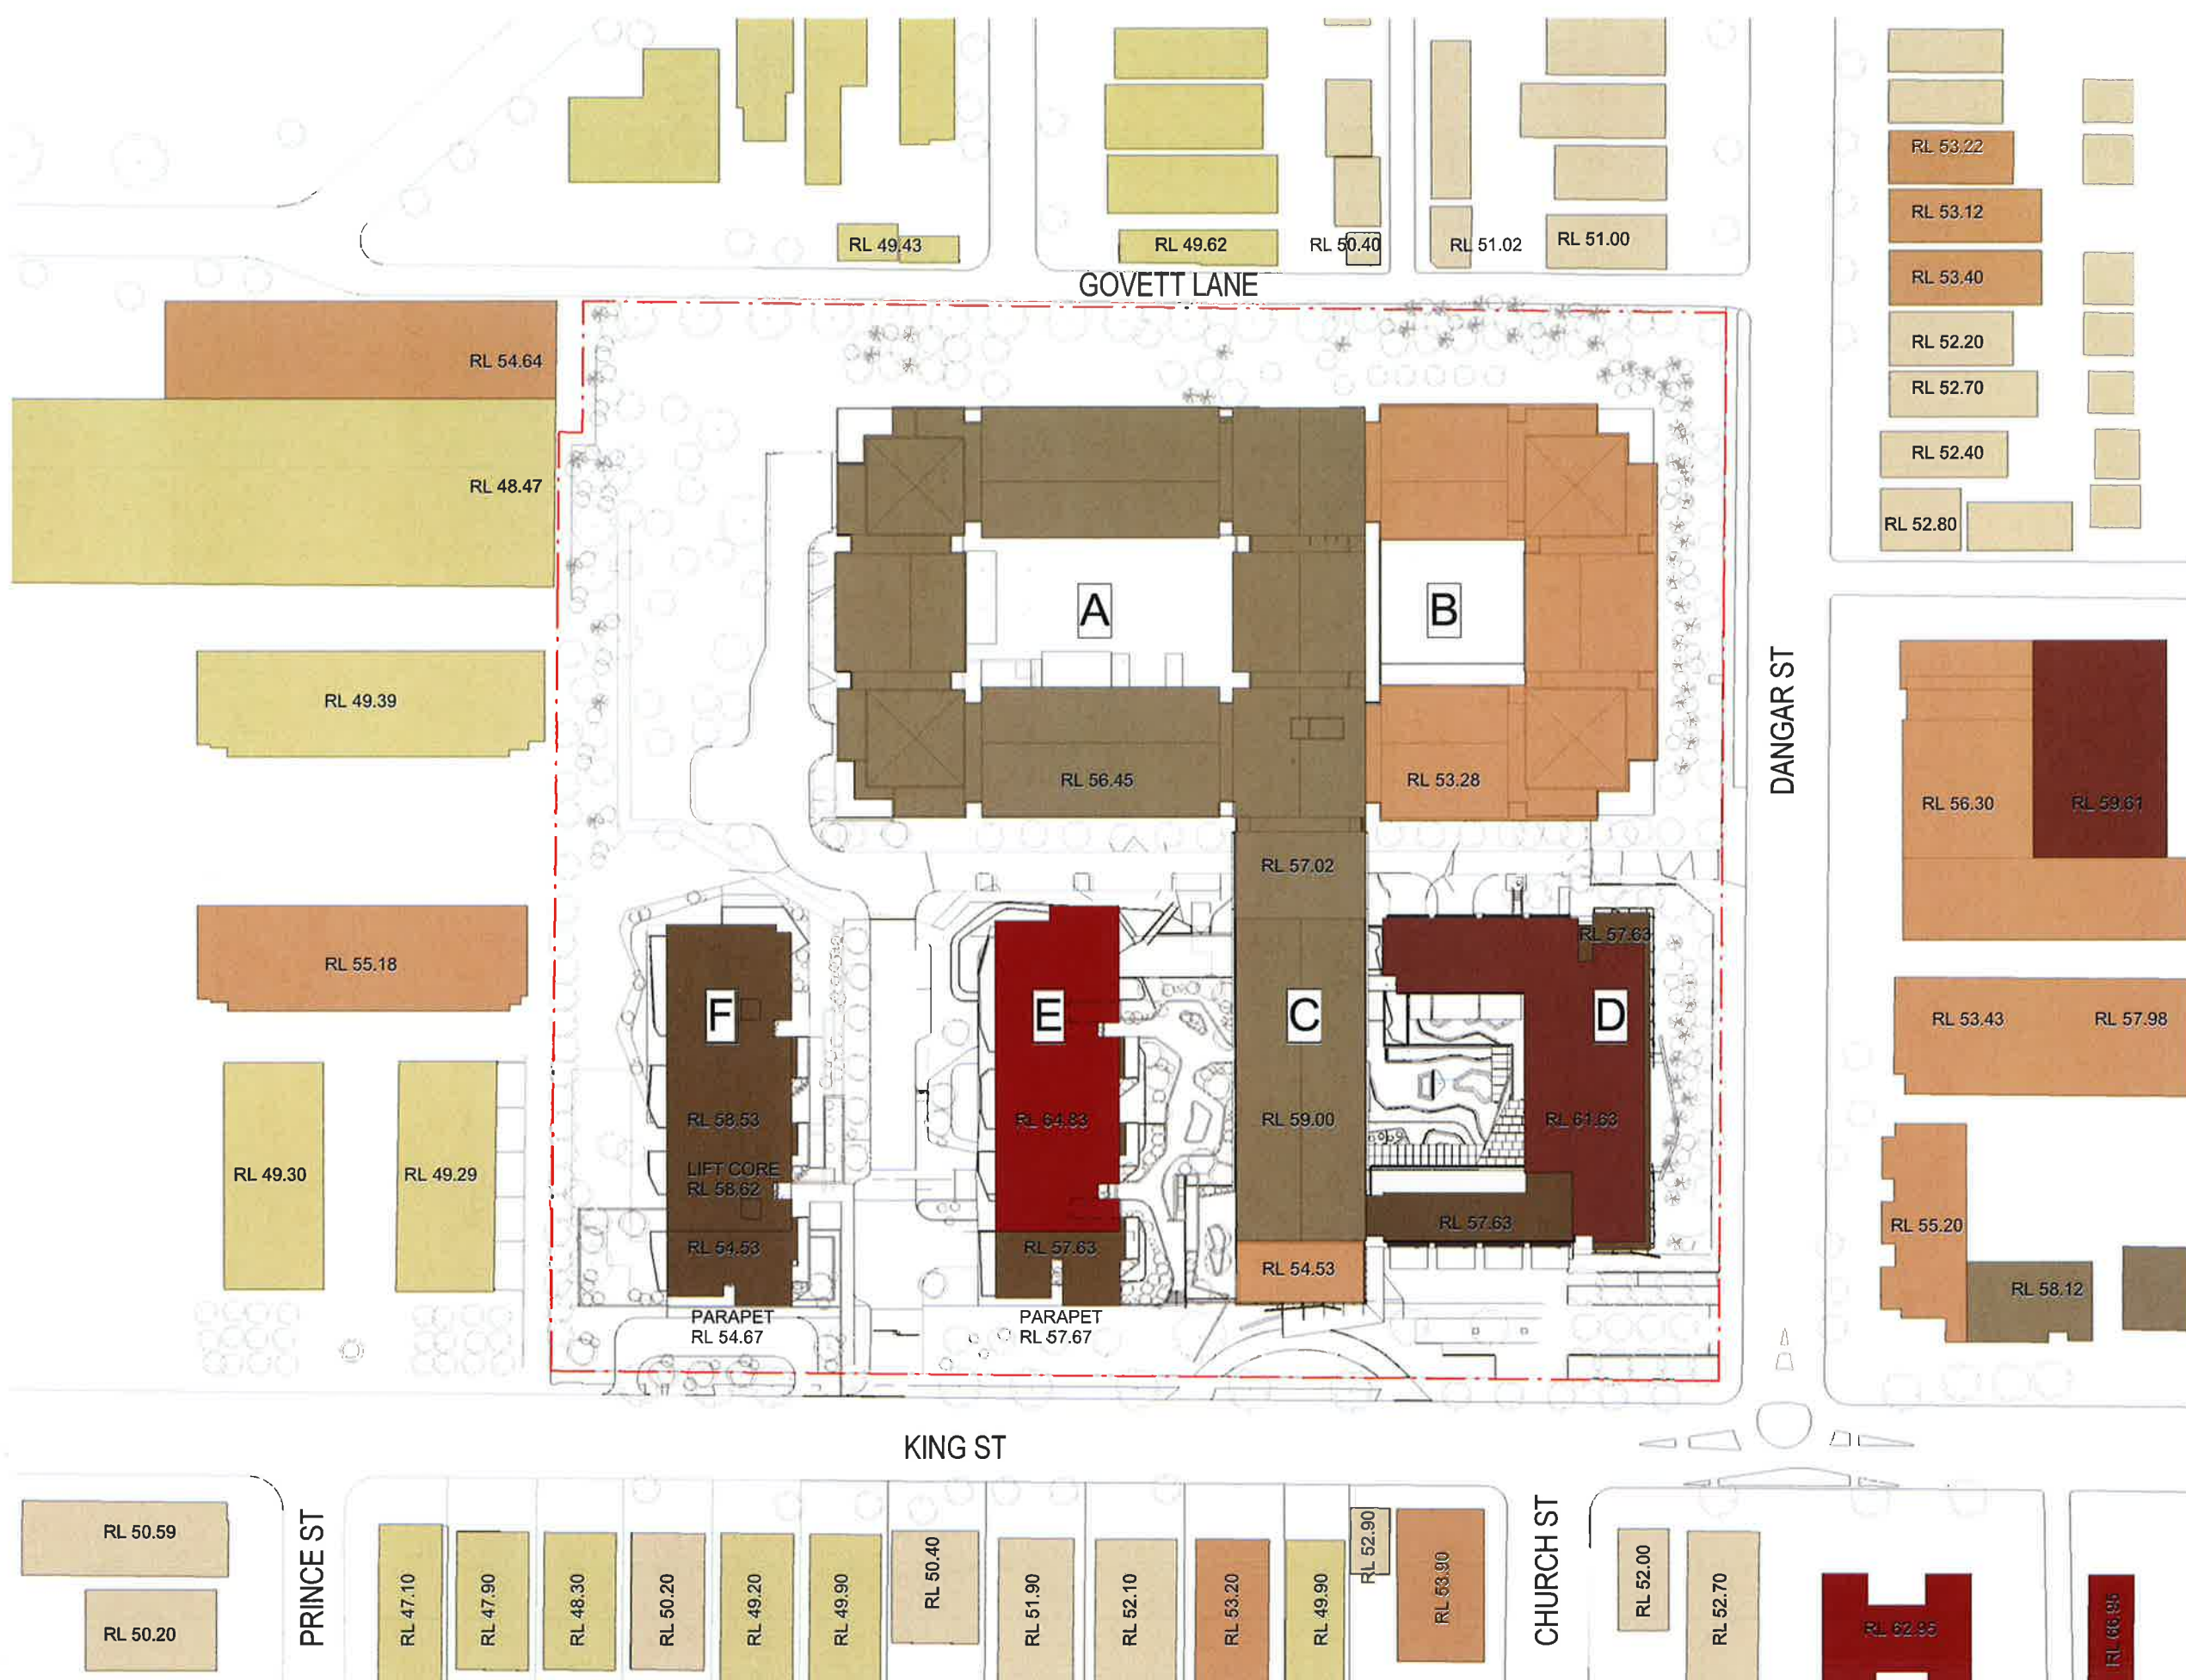 RL 53.22
RL 53.12
RL 49.43
RL 49.62
RL 50.40
RL 51.02
RL 51.00
RL 53.40
GOVETT LANE
RL 54.64
RL 52.20
RL 52.70
RL 52.40
RL 48.47
RL 52.80
A
B
DANGAR ST
RL 49.39
RL 56.45
RL 53.28
RL 56.30
RL 59.61
RL 57.02
RL 57.63
RL 55.18
F
E
C
D
RL 53.43
RL 57.98
RL 58.53
RL 64.83
RL 59.00
RL 61.63
RL 49.30
RL 49.29
LIFT CORE
RL 58.62
RL 57.63
RL 55.20
RL 54.53
RL 57.63
RL 54.53
RL 58.12
PARAPET
RL 54.67
PARAPET
RL 57.67
KING ST
RL 50.59
RL 50.20
PRINCE ST
RL 47.10
RL 47.90
RL 48.30
RL 50.20
RL 49.20
RL 49.90
RL 50.40
RL 51.90
RL 52.10
RL 53.20
RL 49.90
RL 52.90
RL 53.90
CHURCH ST
RL 52.00
RL 52.70
RL 62.95
RL 66.95